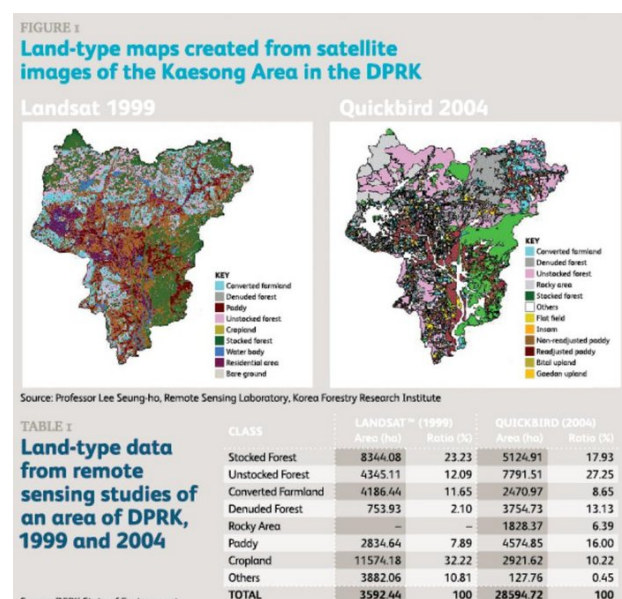 FIGURE 1
Land-type maps created from satellite
images of the Kaesong Area in the DPRK
Landsat 1999
Quickbird 2004
KEY
Converted farmland
Denuded forest
Paddy
Unstocked forest
Cropland
Stocked forest
Water body
Residential area
Bare ground
KEY
Converted farmland
Denuded forest
Unstocked forest
Rocky area
Stocked forest
Others
Flat field
Insam
Non-readjusted paddy
Readjusted paddy
Bital upland
Gaedan upland
Source: Professor Lee Seung-ho, Remote Sensing Laboratory, Korea Forestry Research Institute
TABLE 1
Land-type data
from remote
sensing studies of
an area of DPRK,
1999 and 2004
CLASS LANDSAT™ (1999) QUICKBIRD (2004)
Area (ha) Ratio (%) Area (ha) Ratio (%)
Stocked Forest 8344.08 23.23 5124.91 17.93
Unstocked Forest 4345.11 12.09 7791.51 27.25
Converted Farmland 4186.44 11.65 2470.97 8.65
Denuded Forest 753.93 2.10 3754.73 13.13
Rocky Area – – 1828.37 6.39
Paddy 2834.64 7.89 4574.85 16.00
Cropland 11574.18 32.22 2921.62 10.22
Others 3882.06 10.81 127.76 0.45
TOTAL 3592.44 100 28594.72 100